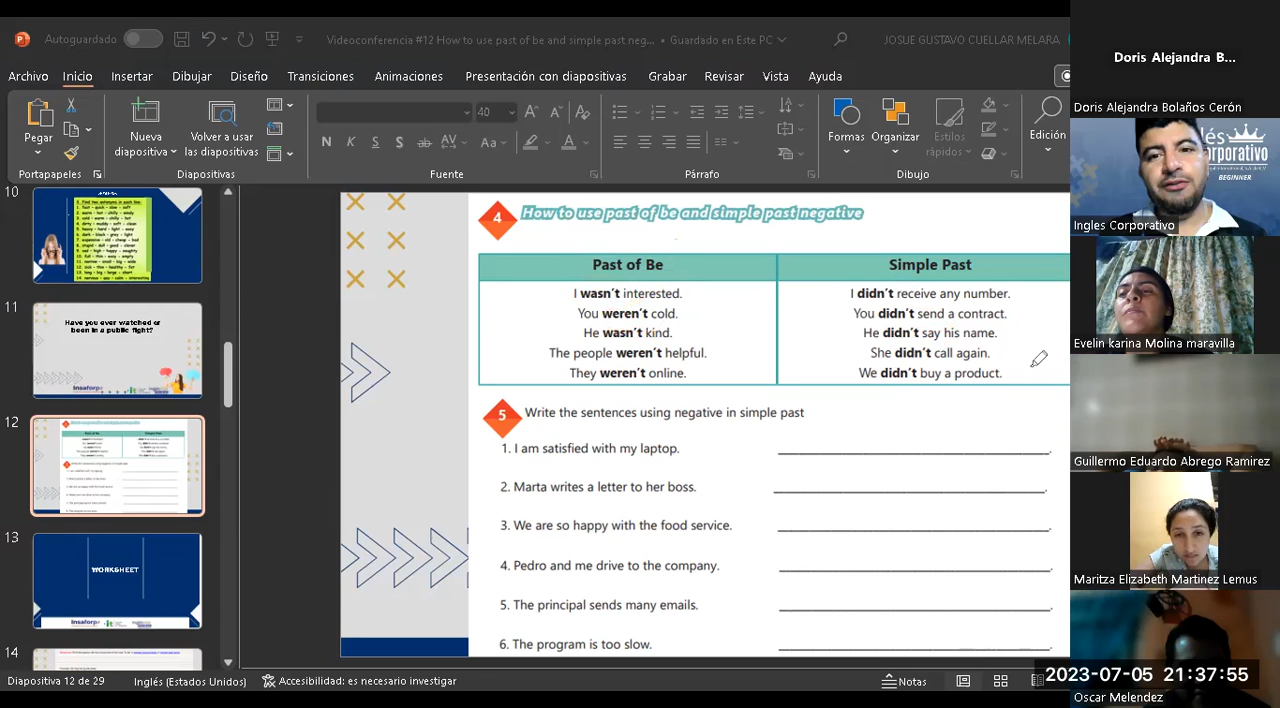 Autoguardado
Videoconferencia #12 How to use past of be and simple past neg... • Guardado en Este PC
JOSUE GUSTAVO CUELLAR MELARA
Archivo Inicio Insertar Dibujar Diseño Transiciones Animaciones Presentación con diapositivas Grabar Revisar Vista Ayuda
Pegar
Nueva diapositiva
Volver a usar las diapositivas
40
N K S S ab AV Aa A
Formas Organizar Estilos rápidos Edición
Portapapeles Diapositivas Fuente Párrafo Dibujo
10
11
Have you ever watched or
been in a public fight?
Insaforp
12
13
WORKSHEET
Insaforp
14
4 How to use past of be and simple past negative
Past of Be Simple Past
I wasn´t interested. I didn´t receive any number.
You weren´t cold. You didn´t send a contract.
He wasn´t kind. He didn´t say his name.
The people weren´t helpful. She didn´t call again.
They weren´t online. We didn´t buy a product.
5 Write the sentences using negative in simple past
1. I am satisfied with my laptop. ______________.
2. Marta writes a letter to her boss. ______________.
3. We are so happy with the food service. ______________.
4. Pedro and me drive to the company. ______________.
5. The principal sends many emails. ______________.
6. The program is too slow. ______________.
Diapositiva 12 de 29 Inglés (Estados Unidos) Accesibilidad: es necesario investigar Notas
Doris Alejandra B...
Doris Alejandra Bolaños Cerón
BEGINNER
Ingles Corporativo
Evelin karina Molina maravilla
Guillermo Eduardo Abrego Ramirez
Maritza Elizabeth Martinez Lemus
2023-07-05 21:37:55
Oscar Melendez